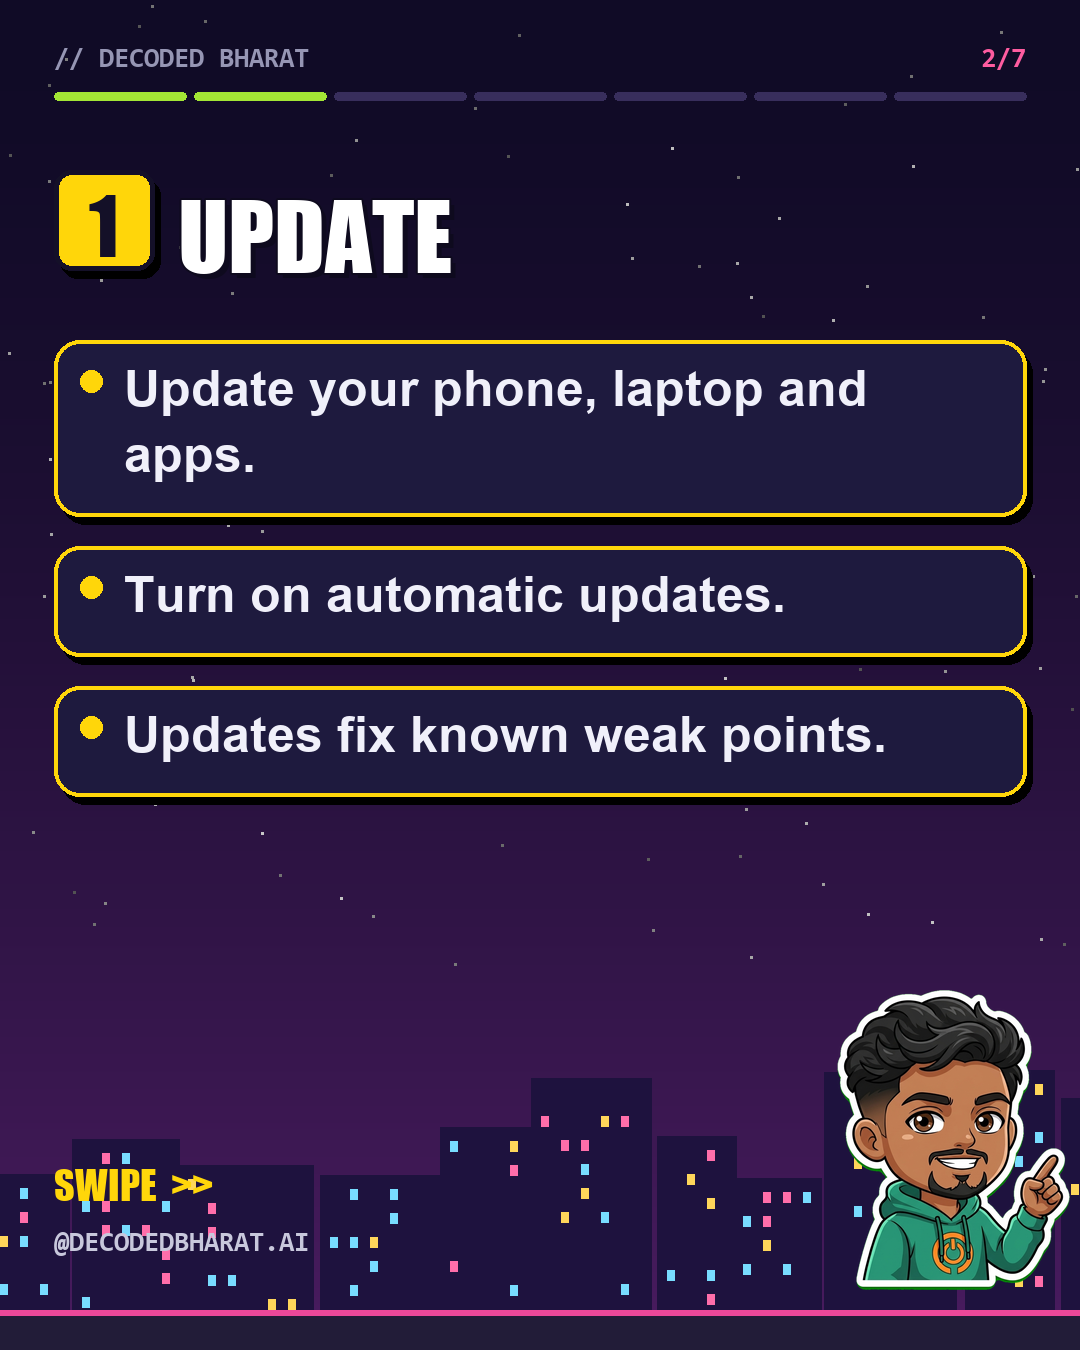 // DECODED BHARAT
2/7
1 UPDATE
Update your phone, laptop and
apps.
Turn on automatic updates.
Updates fix known weak points.
SWIPE >>
@DECODEDBHARAT.AI